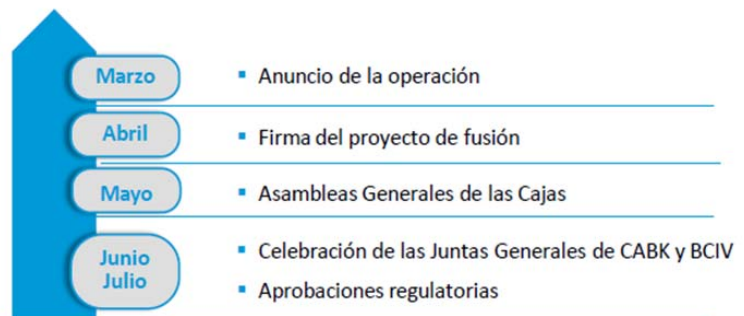 Marzo
▪ Anuncio de la operación
Abril
▪ Firma del proyecto de fusión
Mayo
▪ Asambleas Generales de las Cajas
Junio
Julio
▪ Celebración de las Juntas Generales de CABK y BCIV
▪ Aprobaciones regulatorias